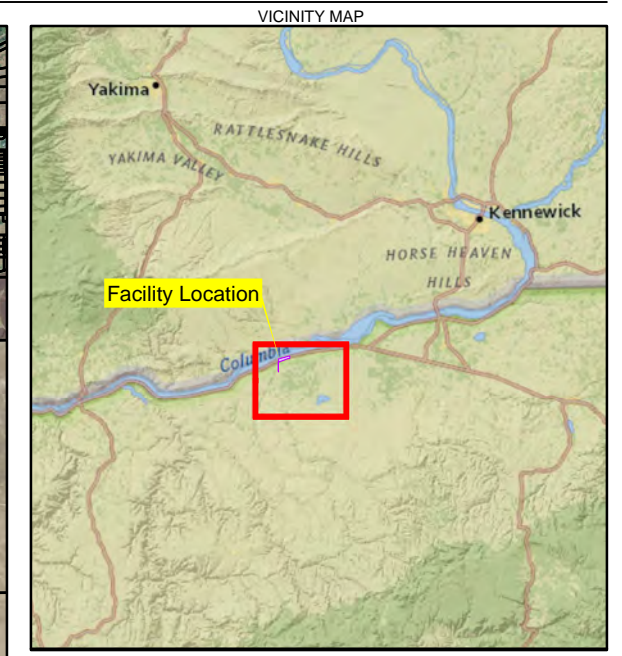 VICINITY MAP
Yakima
RATTLESNAKE HILLS
YAKIMA VALLEY
Kennewick
HORSE HEAVEN
HILLS
Facility Location
Columbia